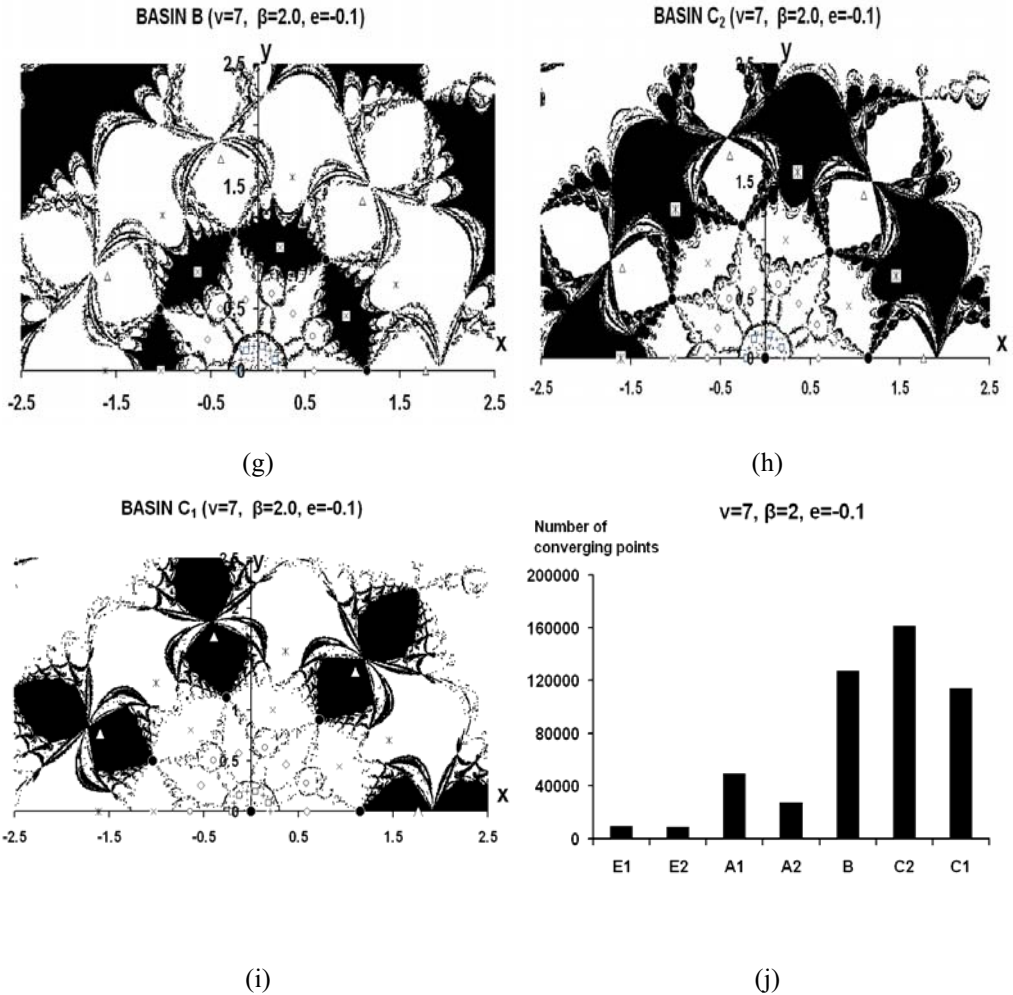 BASIN B (ν=7, β=2.0, e=-0.1)
y
2.5
1.5
0.5
0
x
-2.5 -1.5 -0.5 0.5 1.5 2.5
(g)
BASIN C₂ (ν=7, β=2.0, e=-0.1)
y
2.5
1.5
0.5
0
x
-2.5 -1.5 -0.5 0.5 1.5 2.5
(h)
BASIN C₁ (ν=7, β=2.0, e=-0.1)
y
2.5
1.5
0.5
0
x
-2.5 -1.5 -0.5 0.5 1.5 2.5
(i)
ν=7, β=2, e=-0.1
Number of
converging points
200000
160000
120000
80000
40000
0
E1 E2 A1 A2 B C2 C1
(j)